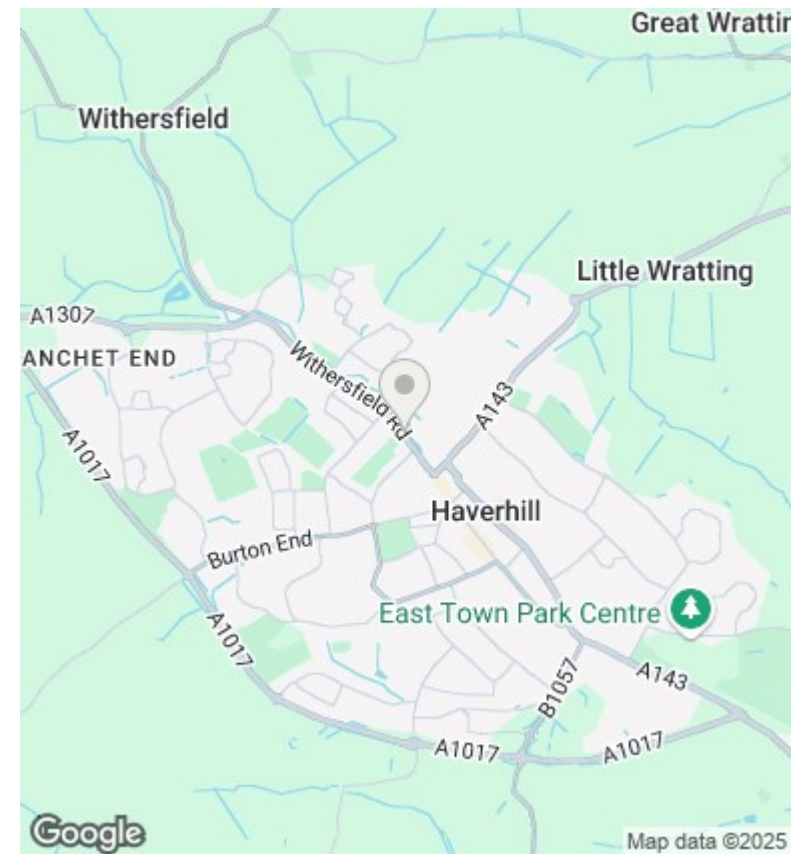 Great Wrattin
Withersfield
Little Wratting
A1307
ANCHET END
Withersfield Rd
A143
A1017
Haverhill
Burton End
East Town Park Centre
A1017
A143
B1057
A1017
A1017
Google
Map data ©2025